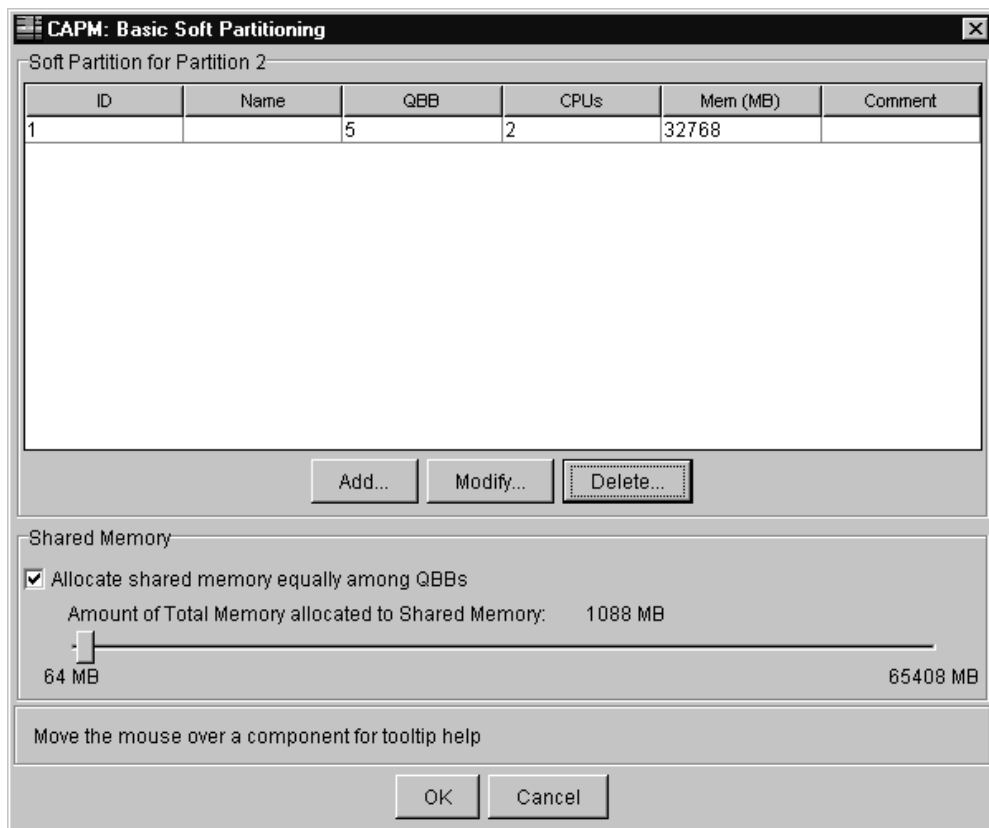 CAPM: Basic Soft Partitioning
Soft Partition for Partition 2
ID Name QBB CPUs Mem (MB) Comment
1 5 2 32768
Add... Modify... Delete...
Shared Memory
Allocate shared memory equally among QBBs
Amount of Total Memory allocated to Shared Memory: 1088 MB
64 MB 65408 MB
Move the mouse over a component for tooltip help
OK Cancel